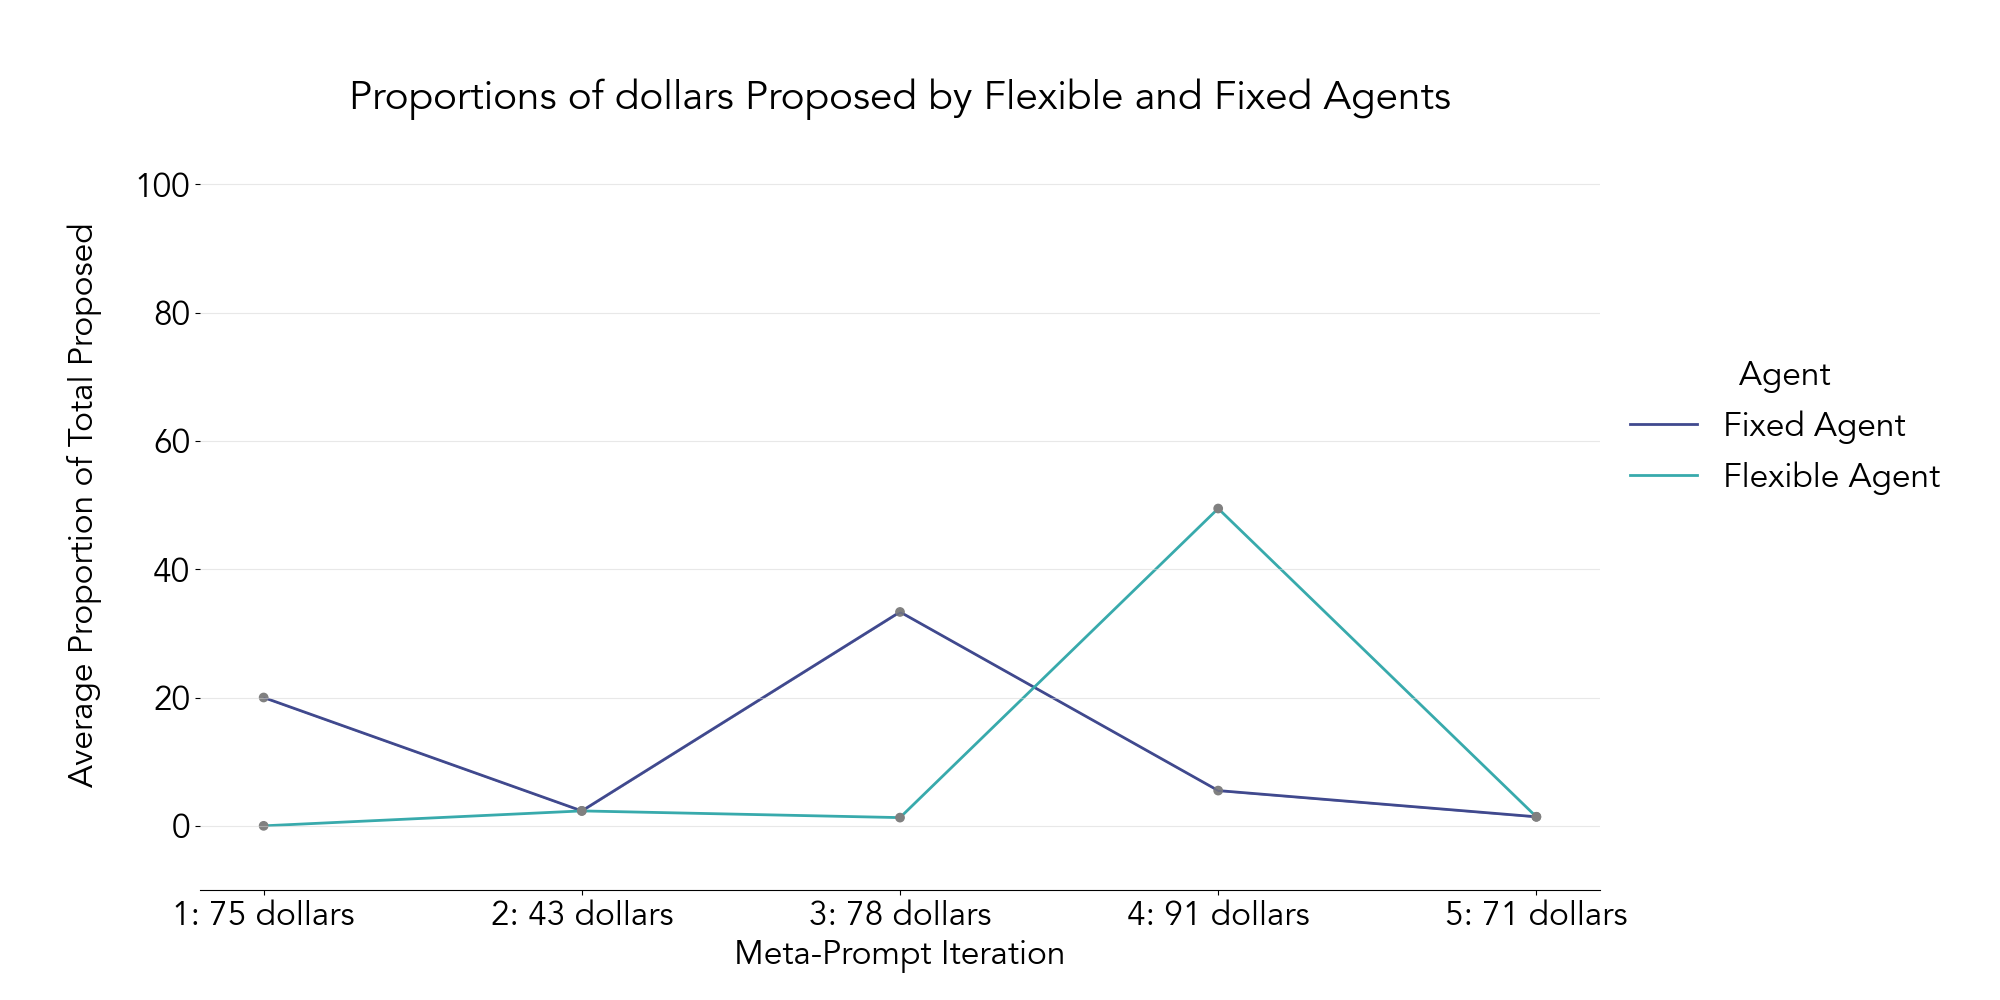 Proportions of dollars Proposed by Flexible and Fixed Agents
Average Proportion of Total Proposed
100
80
60
40
20
0
1: 75 dollars
2: 43 dollars
3: 78 dollars
4: 91 dollars
5: 71 dollars
Meta-Prompt Iteration
Agent
Fixed Agent
Flexible Agent